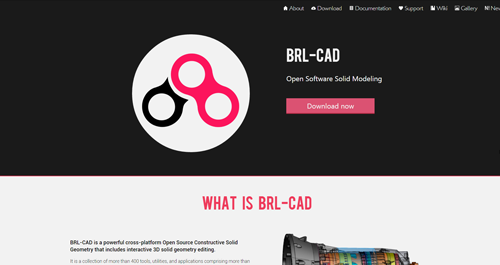 About Download Documentation Support Wiki Gallery
BRL-CAD
Open Software Solid Modeling
Download now
WHAT IS BRL-CAD
BRL-CAD is a powerful cross-platform Open Source Constructive Solid
Geometry that includes interactive 3D solid geometry editing.
It is a collection of more than 400 tools, utilities, and applications comprising more than